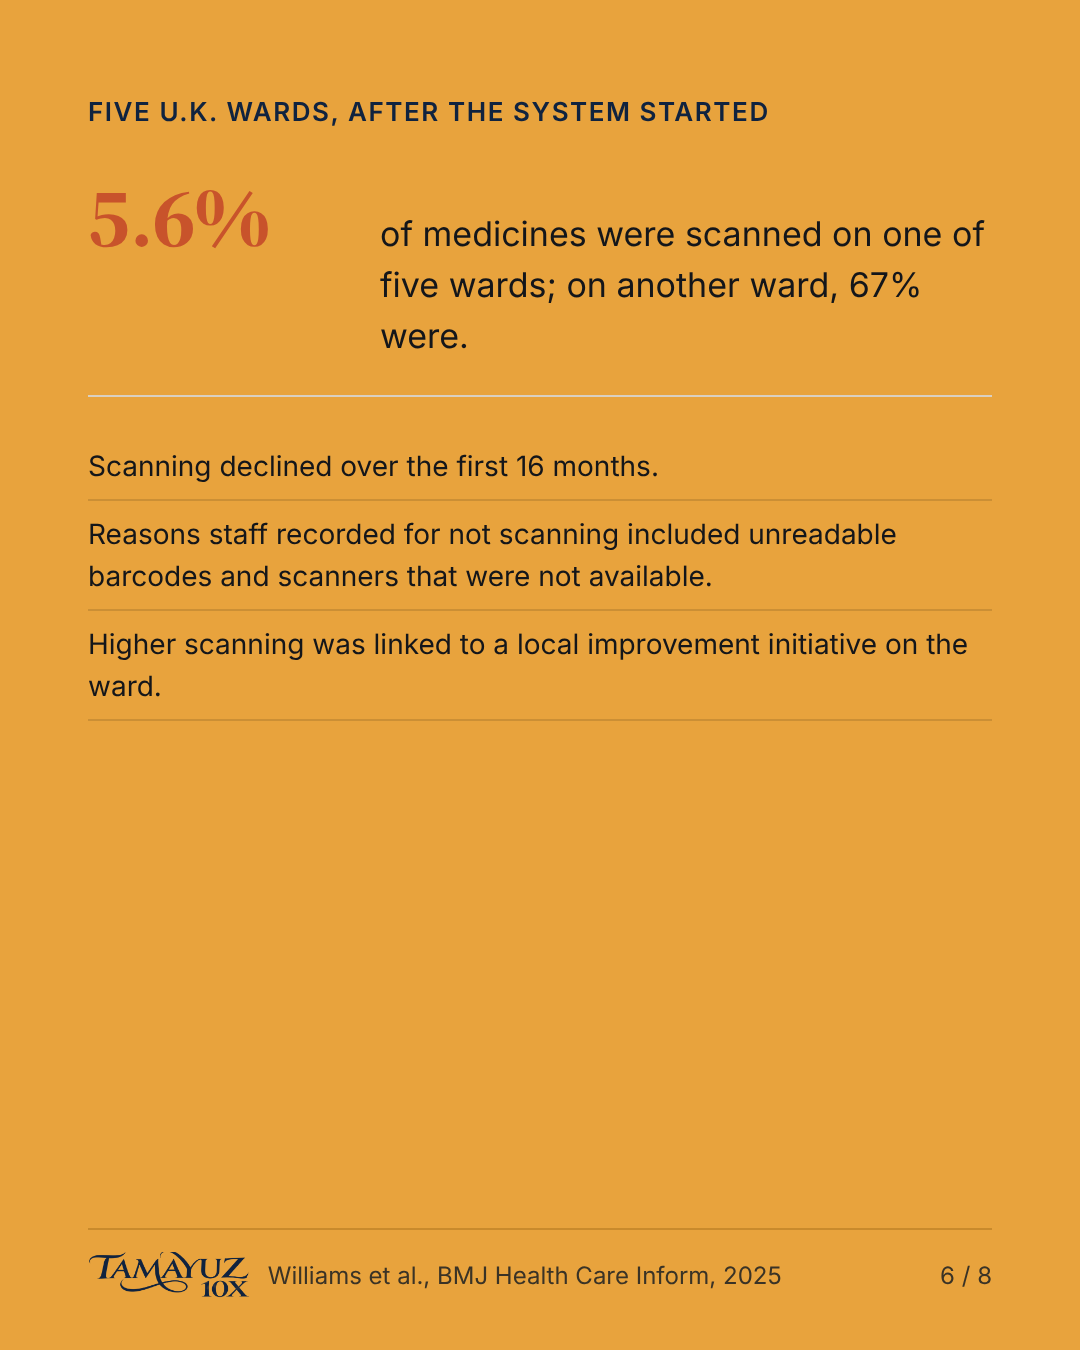 FIVE U.K. WARDS, AFTER THE SYSTEM STARTED
5.6%
of medicines were scanned on one of
five wards; on another ward, 67%
were.
Scanning declined over the first 16 months.
Reasons staff recorded for not scanning included unreadable
barcodes and scanners that were not available.
Higher scanning was linked to a local improvement initiative on the
ward.
TAMAYUZ
10X
Williams et al., BMJ Health Care Inform, 2025
6 / 8